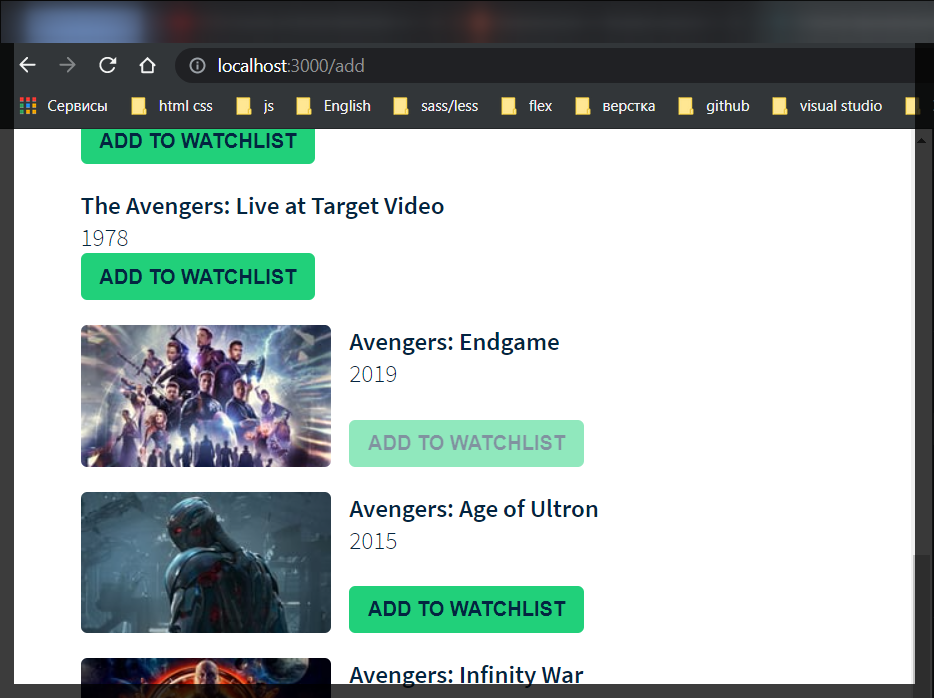 localhost:3000/add
Сервисы html css js English sass/less flex верстка github visual studio
ADD TO WATCHLIST
The Avengers: Live at Target Video
1978
ADD TO WATCHLIST
Avengers: Endgame
2019
ADD TO WATCHLIST
Avengers: Age of Ultron
2015
ADD TO WATCHLIST
Avengers: Infinity War